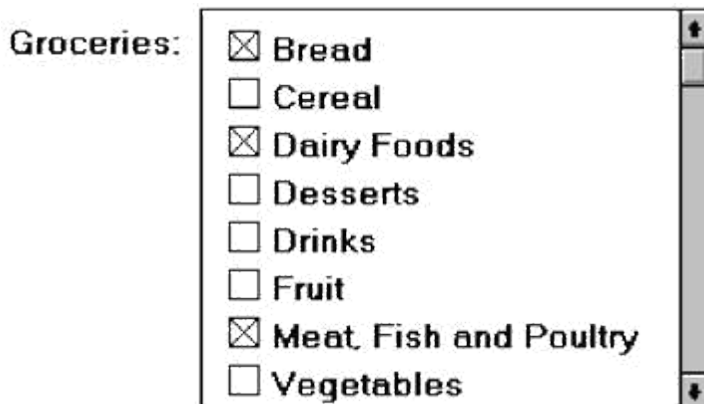 Groceries:
Bread
Cereal
Dairy Foods
Desserts
Drinks
Fruit
Meat, Fish and Poultry
Vegetables